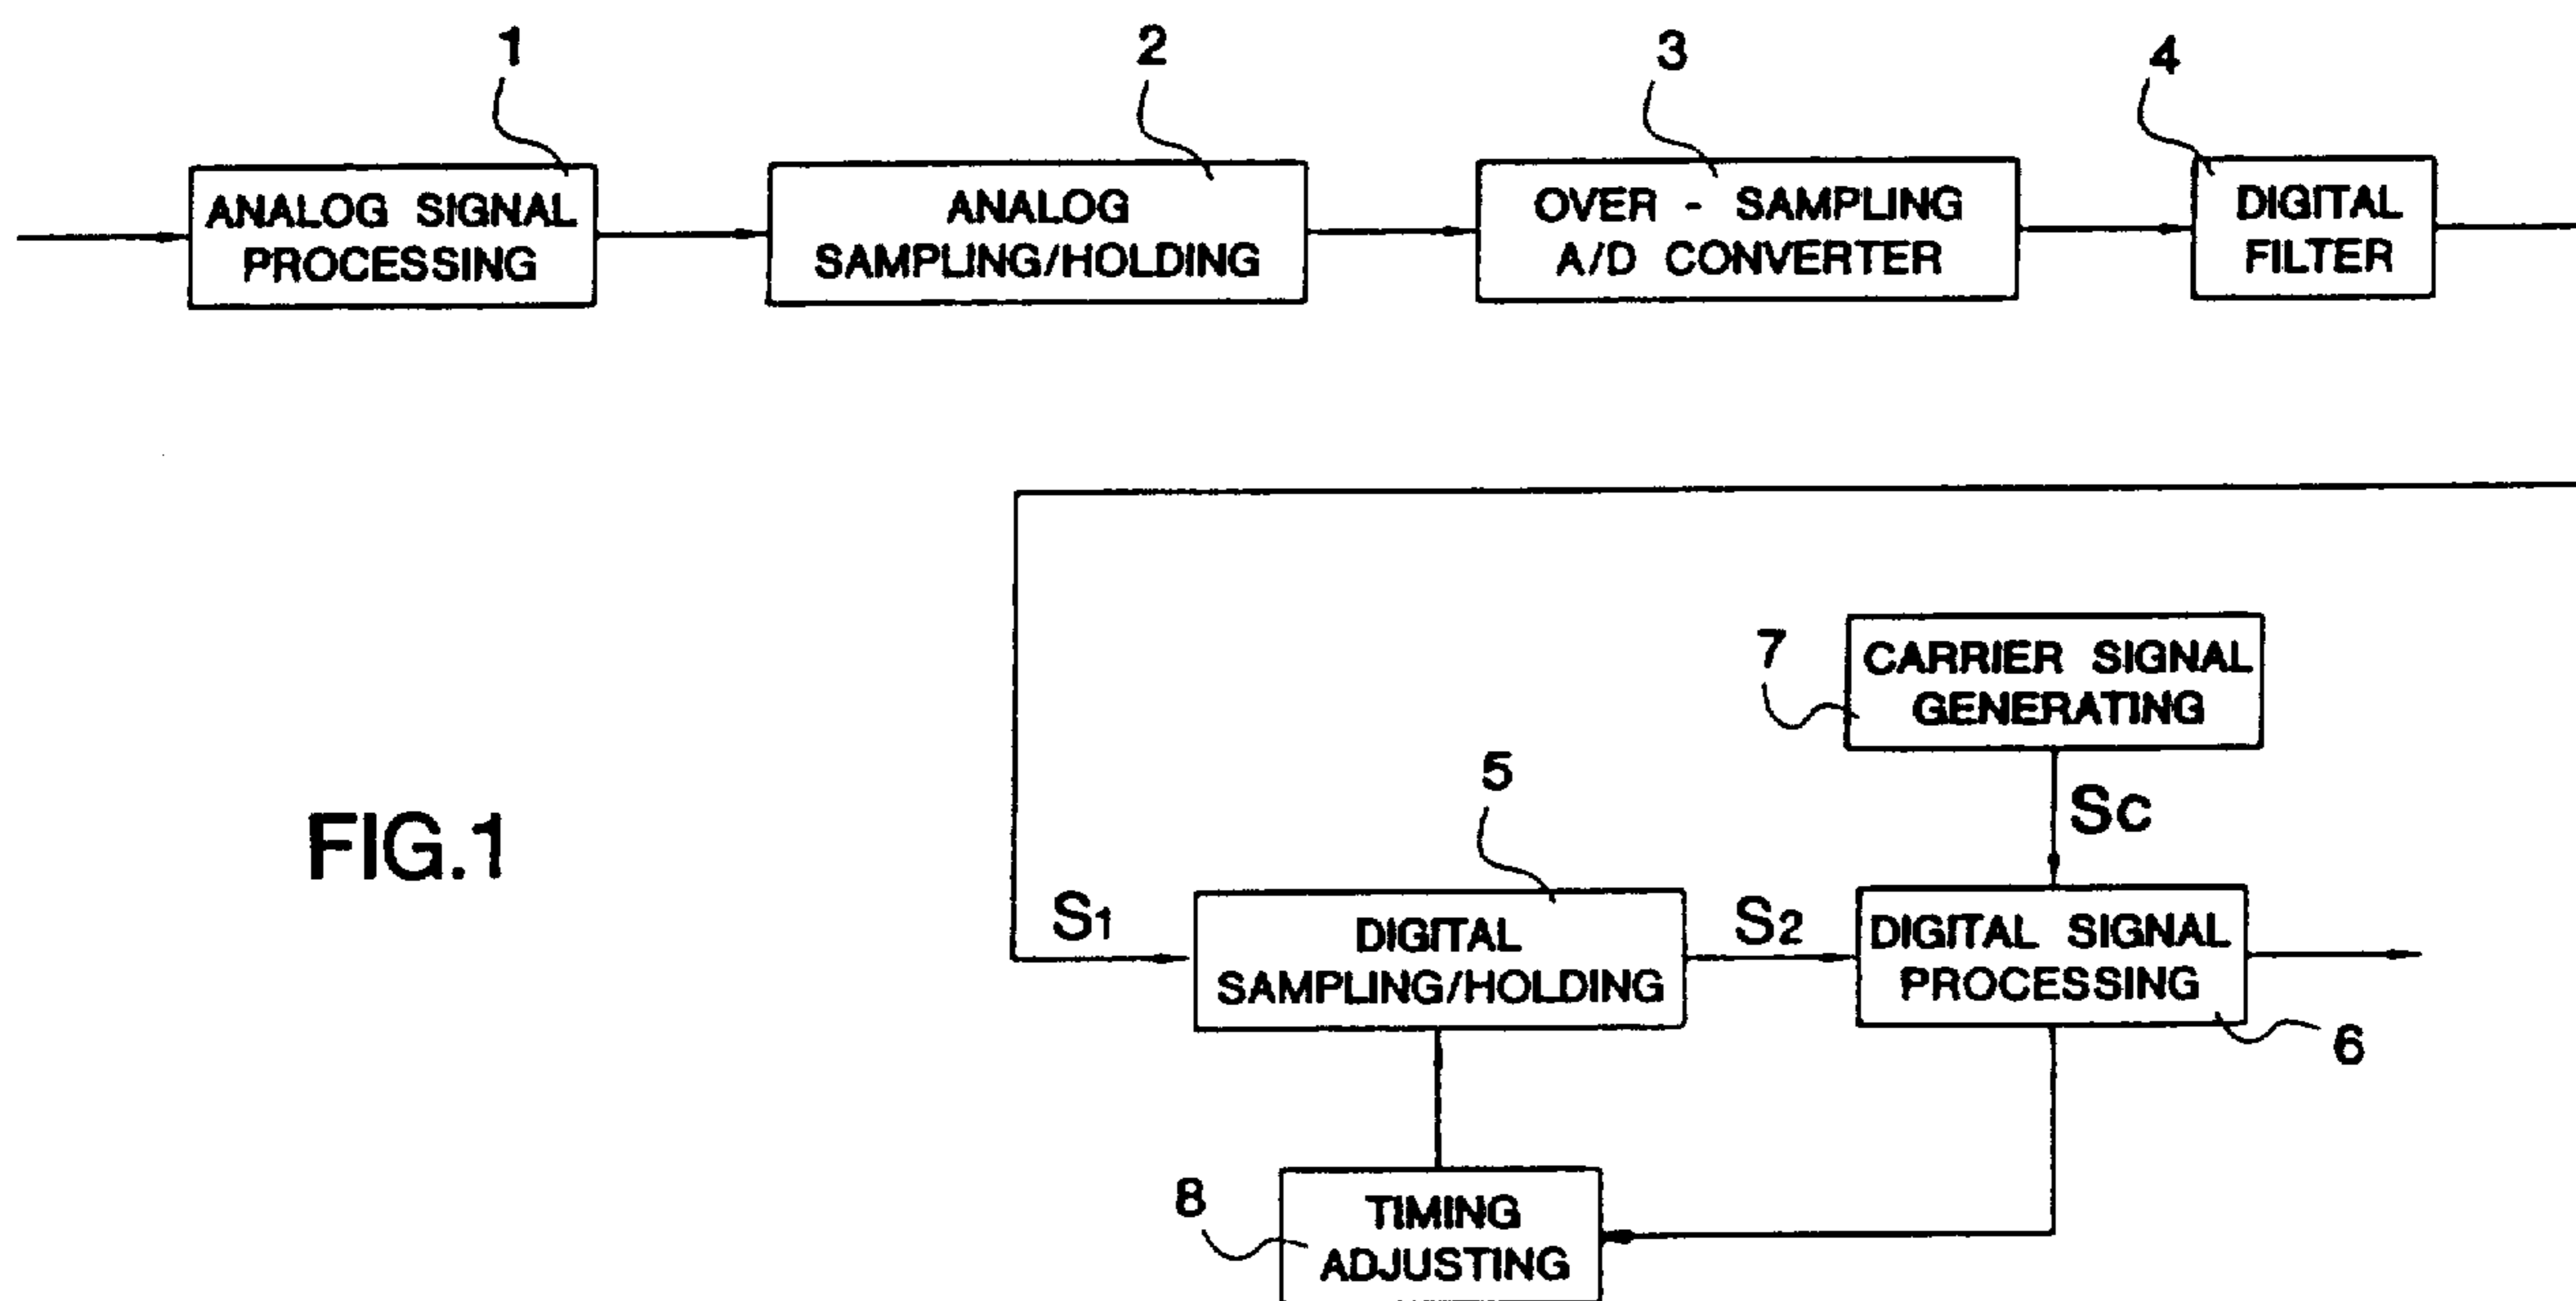 1
2
3
4
ANALOG SIGNAL
PROCESSING
ANALOG
SAMPLING/HOLDING
OVER - SAMPLING
A/D CONVERTER
DIGITAL
FILTER
7
CARRIER SIGNAL
GENERATING
5
SC
FIG.1
S1
DIGITAL
SAMPLING/HOLDING
S2
DIGITAL SIGNAL
PROCESSING
6
8
TIMING
ADJUSTING